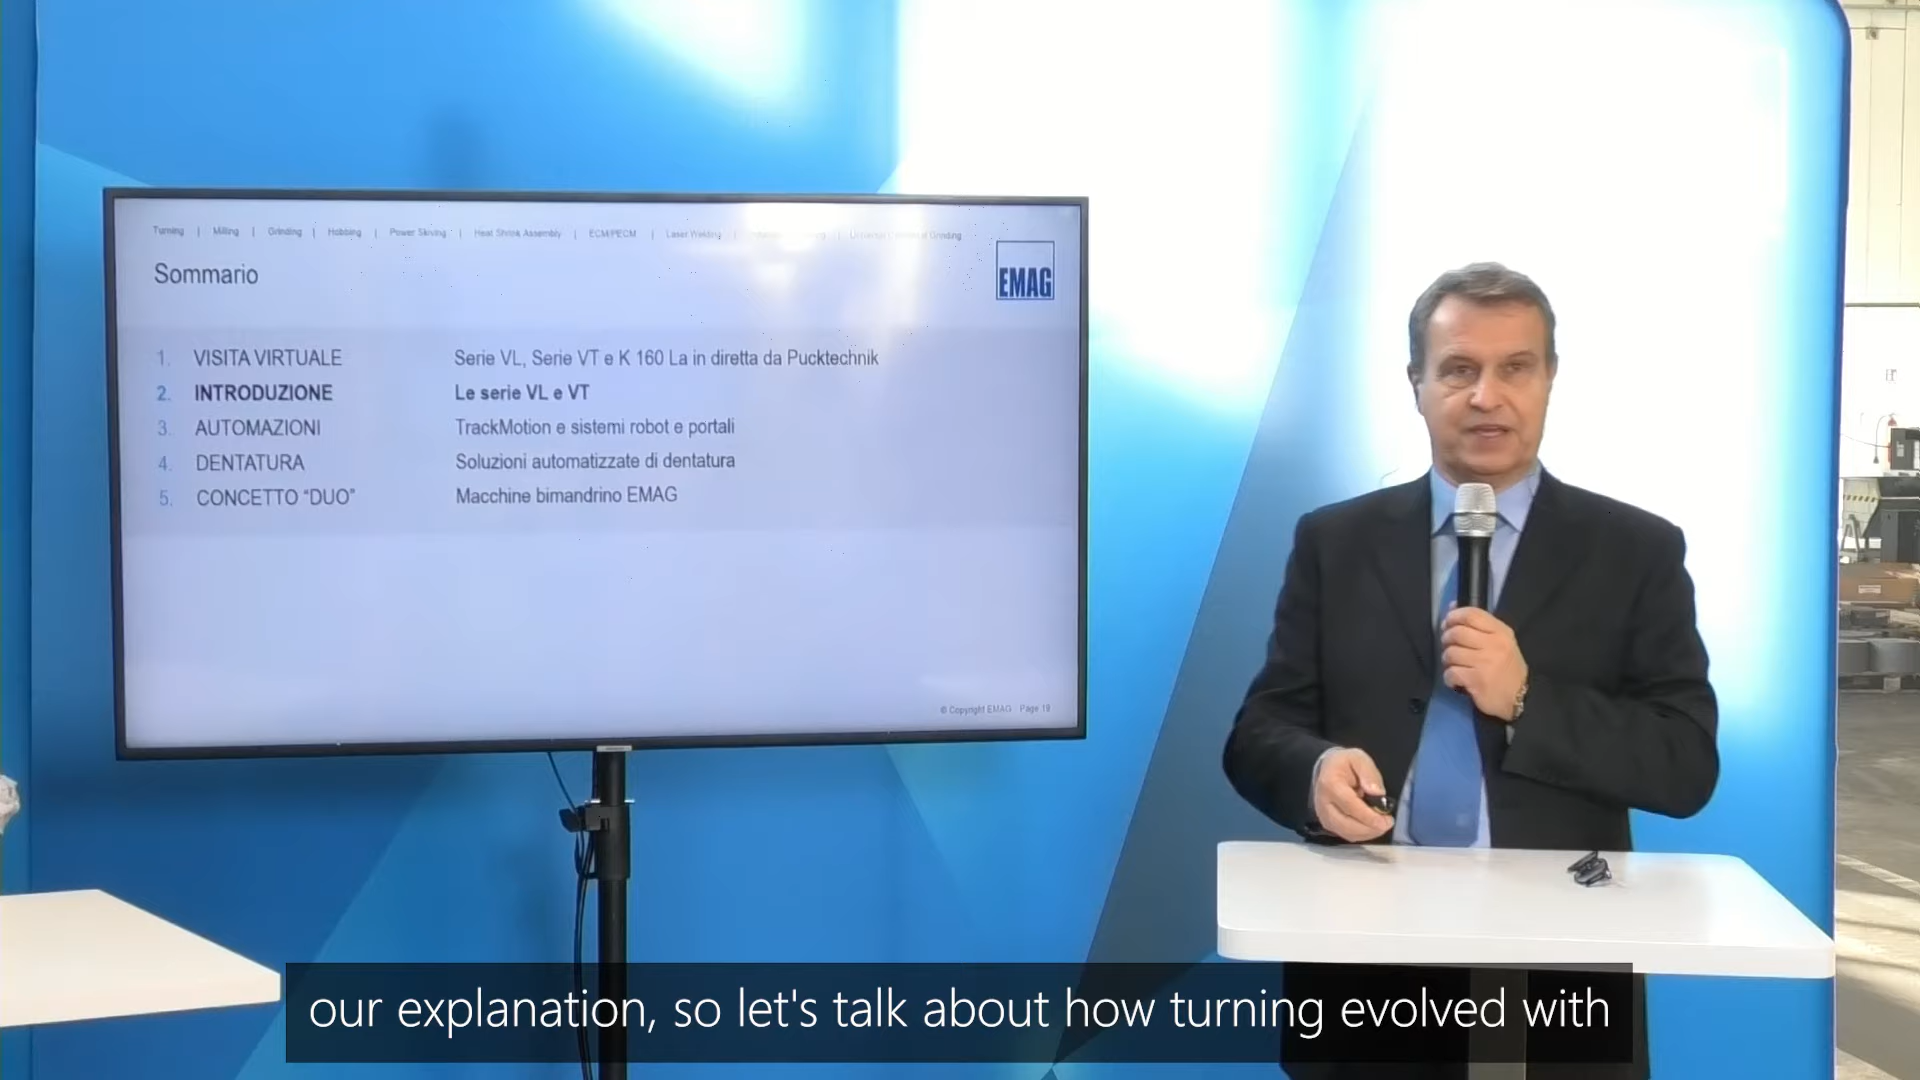 Turning | Milling | Grinding | Hobbing | Power Skiving | Heat Shrink Assembly | ECM/PECM | Laser Welding | Grinding
Sommario
EMAG
1. VISITA VIRTUALE Serie VL, Serie VT e K 160 La in diretta da Pucktechnik
2. INTRODUZIONE Le serie VL e VT
3. AUTOMAZIONI TrackMotion e sistemi robot e portali
4. DENTATURA Soluzioni automatizzate di dentatura
5. CONCETTO “DUO” Macchine bimandrino EMAG
© Copyright EMAG Page 19
our explanation, so let's talk about how turning evolved with